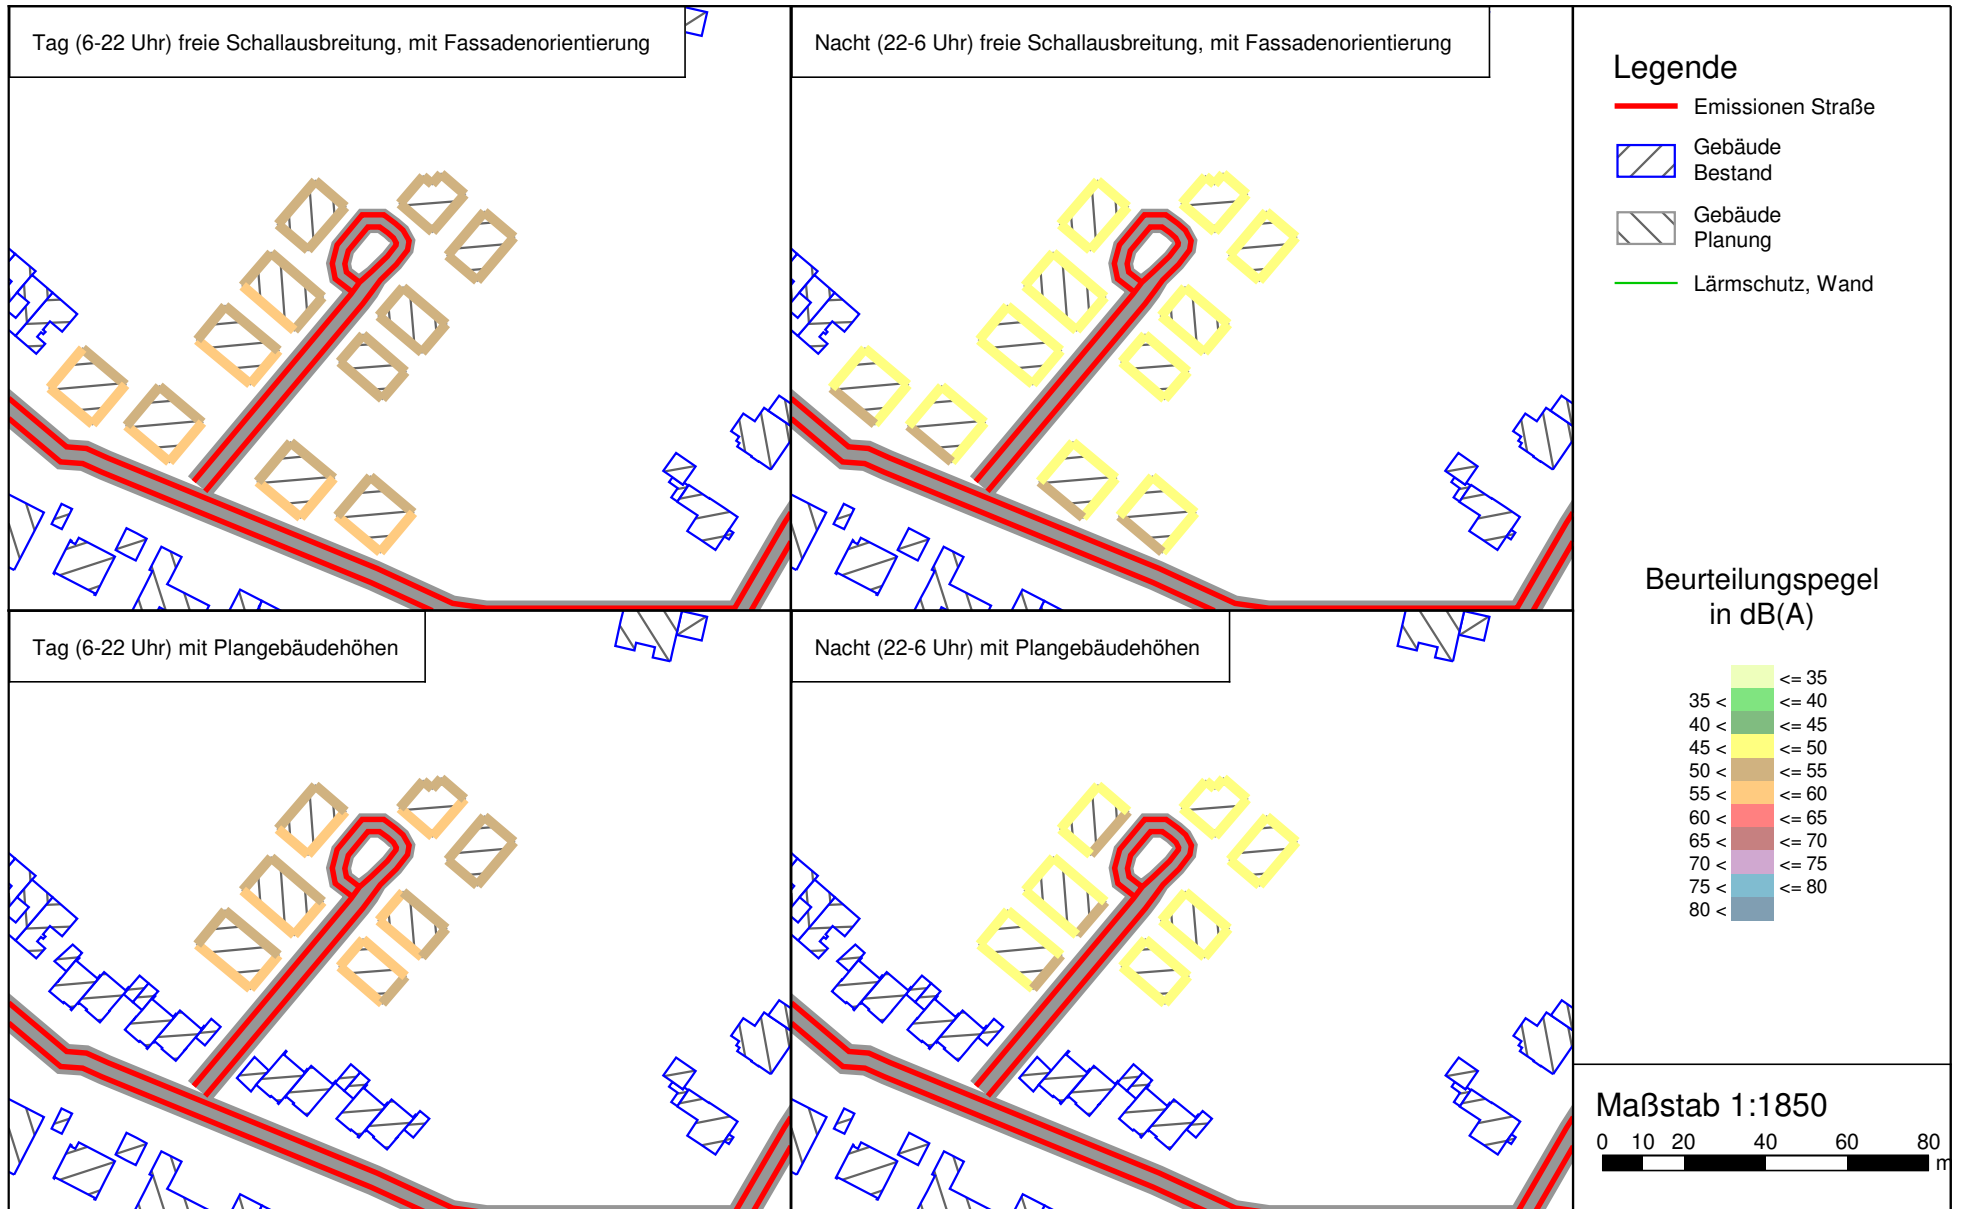 Tag (6-22 Uhr) freie Schallausbreitung, mit Fassadenorientierung
Nacht (22-6 Uhr) freie Schallausbreitung, mit Fassadenorientierung
Tag (6-22 Uhr) mit Plangebäudehöhen
Nacht (22-6 Uhr) mit Plangebäudehöhen
Legende
Emissionen Straße
Gebäude
Bestand
Gebäude
Planung
Lärmschutz, Wand
Beurteilungspegel
in dB(A)
<= 35
35 < <= 40
40 < <= 45
45 < <= 50
50 < <= 55
55 < <= 60
60 < <= 65
65 < <= 70
70 < <= 75
75 < <= 80
80 <
Maßstab 1:1850
0 10 20 40 60 80
m